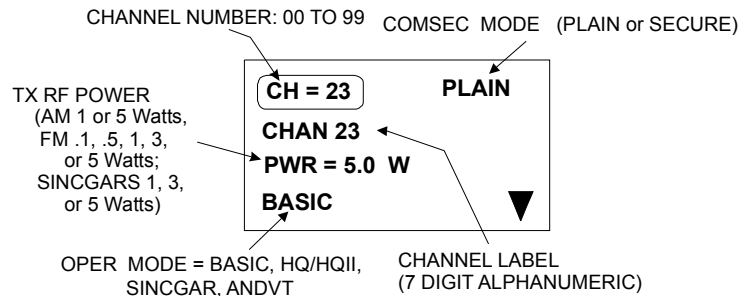 CHANNEL NUMBER: 00 TO 99
COMSEC MODE (PLAIN or SECURE)
CH = 23
PLAIN
TX RF POWER
(AM 1 or 5 Watts,
FM .1, .5, 1, 3,
or 5 Watts;
SINCGARS 1, 3,
or 5 Watts)
CHAN 23
PWR = 5.0 W
BASIC
OPER MODE = BASIC, HQ/HQII,
SINCGAR, ANDVT
CHANNEL LABEL
(7 DIGIT ALPHANUMERIC)